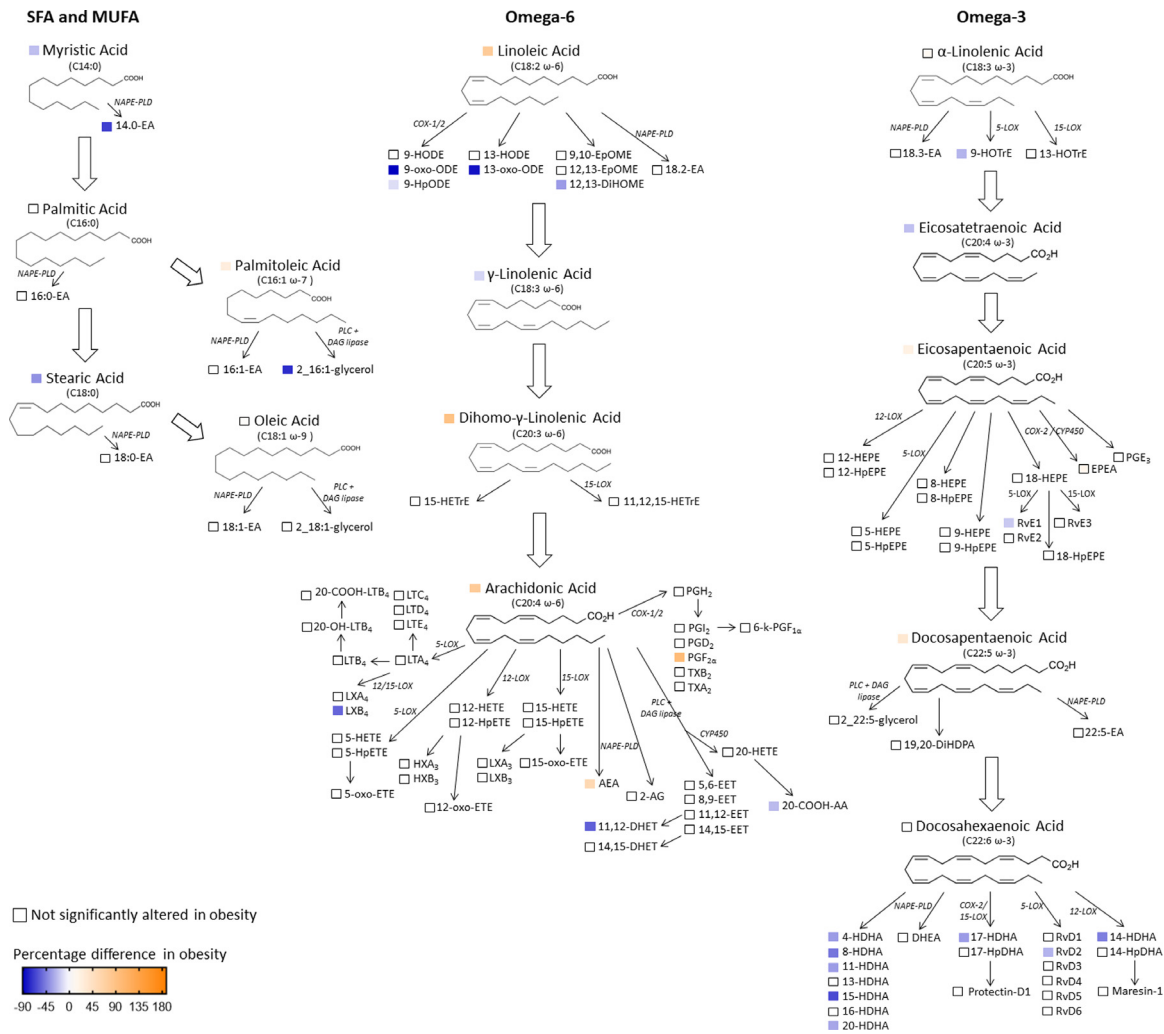 SFA and MUFA
Myristic Acid
(C14:0)
COOH
NAPE-PLD
14.0-EA
Palmitic Acid
(C16:0)
COOH
NAPE-PLD
16:0-EA
Palmitoleic Acid
(C16:1 ω-7 )
COOH
NAPE-PLD
PLC +
DAG lipase
16:1-EA
2_16:1-glycerol
Stearic Acid
(C18:0)
COOH
NAPE-PLD
18:0-EA
Oleic Acid
(C18:1 ω-9 )
COOH
NAPE-PLD
PLC +
DAG lipase
18:1-EA
2_18:1-glycerol
Omega-6
Linoleic Acid
(C18:2 ω-6)
COOH
COX-1/2
NAPE-PLD
9-HODE
9-oxo-ODE
9-HpODE
13-HODE
13-oxo-ODE
9,10-EpOME
12,13-EpOME
12,13-DiHOME
18.2-EA
γ-Linolenic Acid
(C18:3 ω-6)
COOH
Dihomo-γ-Linolenic Acid
(C20:3 ω-6)
COOH
15-LOX
15-HETrE
11,12,15-HETrE
Arachidonic Acid
(C20:4 ω-6)
CO₂H
COX-1/2
PGH₂
PGI₂
6-k-PGF₁α
PGD₂
PGF₂α
TXB₂
TXA₂
20-COOH-LTB₄
20-OH-LTB₄
LTB₄
LTC₄
LTD₄
LTE₄
LTA₄
5-LOX
12/15-LOX
LXA₄
LXB₄
5-LOX
5-HETE
5-HpETE
5-oxo-ETE
12-LOX
12-HETE
12-HpETE
HXA₃
HXB₃
12-oxo-ETE
15-LOX
15-HETE
15-HpETE
LXA₃
LXB₃
15-oxo-ETE
NAPE-PLD
AEA
PLC +
DAG lipase
2-AG
CYP450
20-HETE
20-COOH-AA
5,6-EET
8,9-EET
11,12-EET
14,15-EET
11,12-DHET
14,15-DHET
Omega-3
α-Linolenic Acid
(C18:3 ω-3)
COOH
NAPE-PLD
5-LOX
15-LOX
18.3-EA
9-HOTrE
13-HOTrE
Eicosatetraenoic Acid
(C20:4 ω-3)
CO₂H
Eicosapentaenoic Acid
(C20:5 ω-3)
CO₂H
12-LOX
5-LOX
COX-2 /CYP450
12-HEPE
12-HpEPE
5-HEPE
5-HpEPE
8-HEPE
8-HpEPE
9-HEPE
9-HpEPE
18-HEPE
EPEA
PGE₃
5-LOX
15-LOX
RvE1
RvE2
RvE3
18-HpEPE
Docosapentaenoic Acid
(C22:5 ω-3)
CO₂H
PLC + DAG
lipase
NAPE-PLD
2_22:5-glycerol
19,20-DiHDPA
22:5-EA
Docosahexaenoic Acid
(C22:6 ω-3)
CO₂H
NAPE-PLD
COX-2/
15-LOX
5-LOX
12-LOX
4-HDHA
8-HDHA
11-HDHA
13-HDHA
15-HDHA
16-HDHA
20-HDHA
DHEA
17-HDHA
17-HpDHA
Protectin-D1
RvD1
RvD2
RvD3
RvD4
RvD5
RvD6
14-HDHA
14-HpDHA
Maresin-1
Not significantly altered in obesity
Percentage difference in obesity
-90 -45 0 45 90 135 180